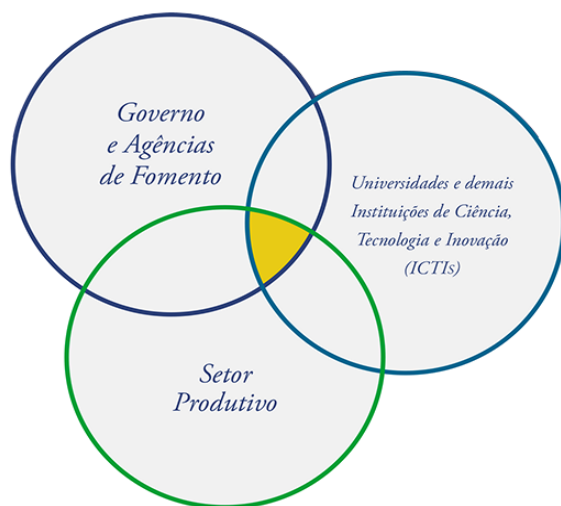 Governo
e Agências
de Fomento
Universidades e demais
Instituições de Ciência,
Tecnologia e Inovação
(ICTIs)
Setor
Produtivo